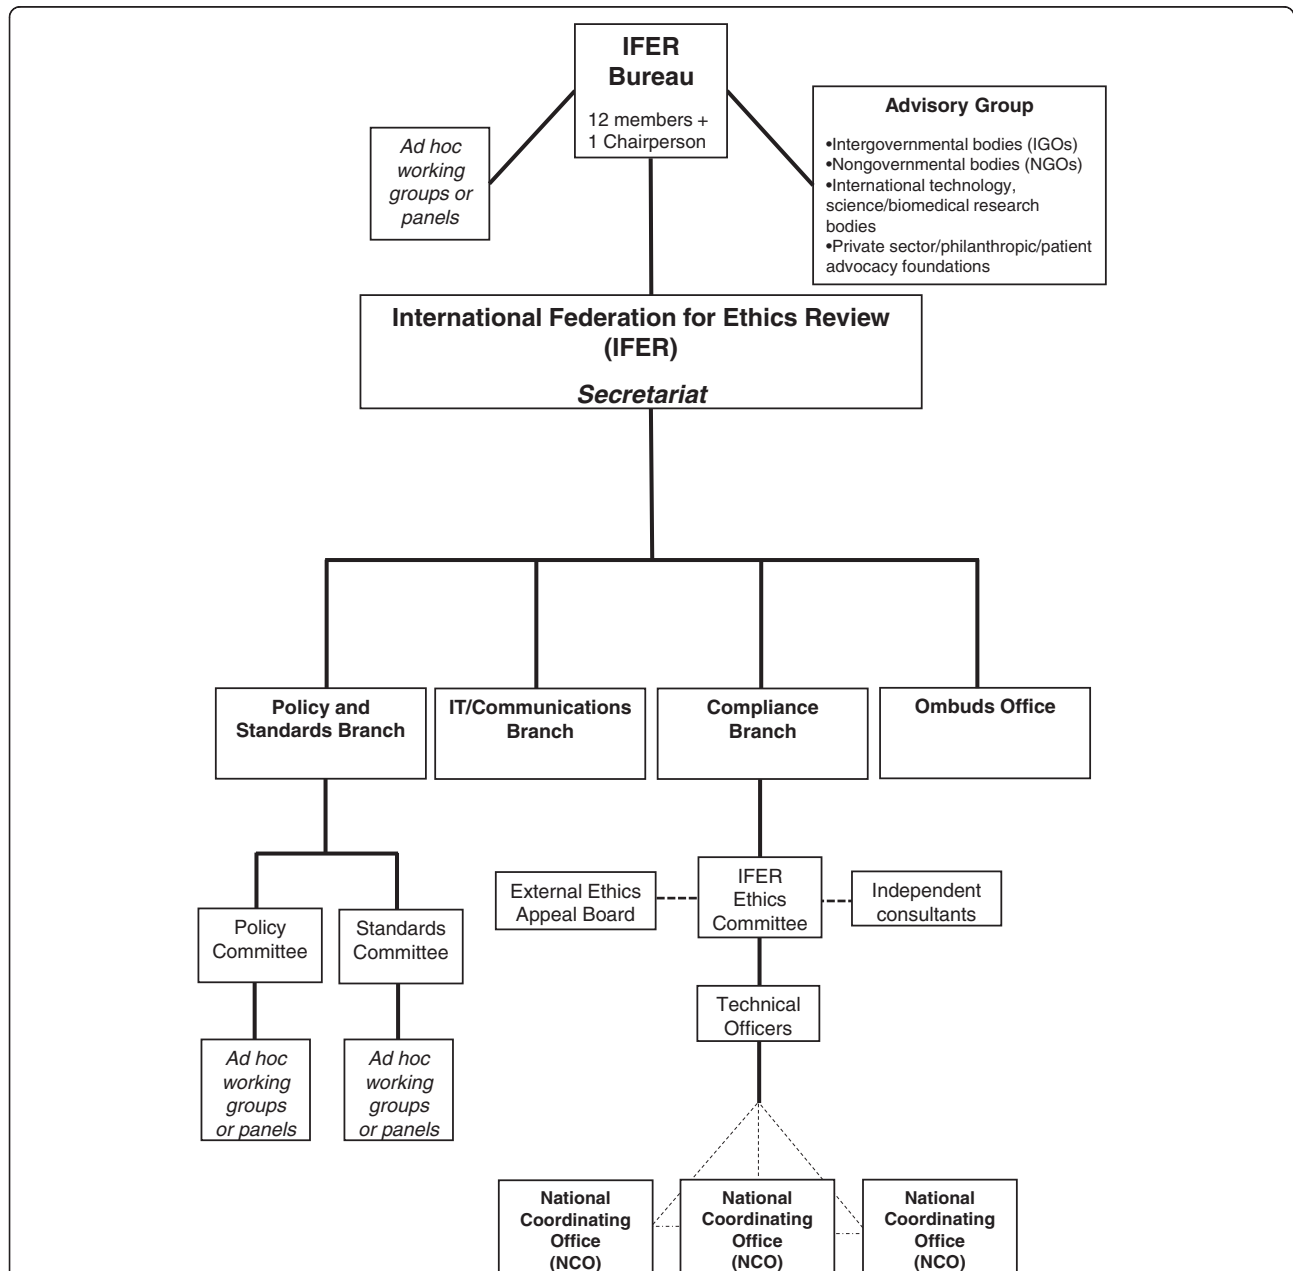 IFER
Bureau
12 members +
1 Chairperson
Ad hoc
working
groups or
panels
Advisory Group
•Intergovernmental bodies (IGOs)
•Nongovernmental bodies (NGOs)
•International technology,
science/biomedical research
bodies
•Private sector/philanthropic/patient
advocacy foundations
International Federation for Ethics Review
(IFER)
Secretariat
Policy and
Standards Branch
IT/Communications
Branch
Compliance
Branch
Ombuds Office
Policy
Committee
Standards
Committee
External Ethics
Appeal Board
IFER
Ethics
Committee
Independent
consultants
Technical
Officers
Ad hoc
working
groups
or panels
Ad hoc
working
groups
or panels
National
Coordinating
Office
(NCO)
National
Coordinating
Office
(NCO)
National
Coordinating
Office
(NCO)